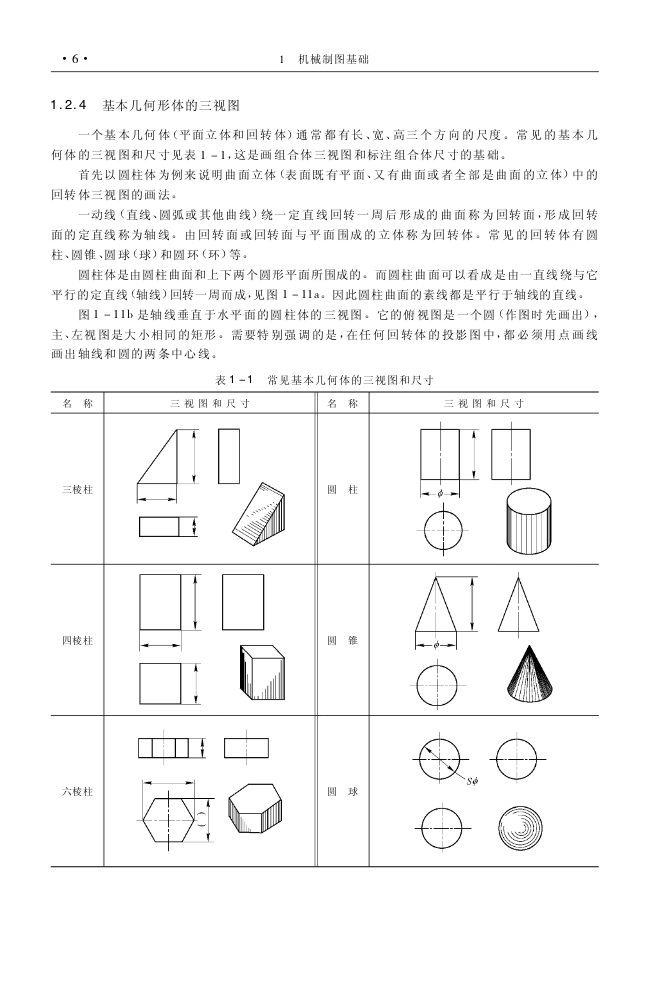 ·6·
1 机械制图基础
1.2.4 基本几何形体的三视图
一个基本几何体(平面立体和回转体)通常都有长、宽、高三个方向的尺度。常见的基本几
何体的三视图和尺寸见表1-1,这是画组合体三视图和标注组合体尺寸的基础。
首先以圆柱体为例来说明曲面立体(表面既有平面、又有曲面或者全部是曲面的立体)中的
回转体三视图的画法。
一动线(直线、圆弧或其他曲线)绕一定直线回转一周后形成的曲面称为回转面,形成回转
面的定直线称为轴线。由回转面或回转面与平面围成的立体称为回转体。常见的回转体有圆
柱、圆锥、圆球(球)和圆环(环)等。
圆柱体是由圆柱曲面和上下两个圆形平面所围成的。而圆柱曲面可以看成是由一直线绕与它
平行的定直线(轴线)回转一周而成,见图1-11a。因此圆柱曲面的素线都是平行于轴线的直线。
图1-11b是轴线垂直于水平面的圆柱体的三视图。它的俯视图是一个圆(作图时先画出),
主、左视图是大小相同的矩形。需要特别强调的是,在任何回转体的投影图中,都必须用点画线
画出轴线和圆的两条中心线。
表1-1 常见基本几何体的三视图和尺寸
名 称 三视图和尺寸 名 称 三视图和尺寸
三棱柱
圆 柱
ϕ
四棱柱
圆 锥
ϕ
六棱柱
( )
圆 球
Sϕ